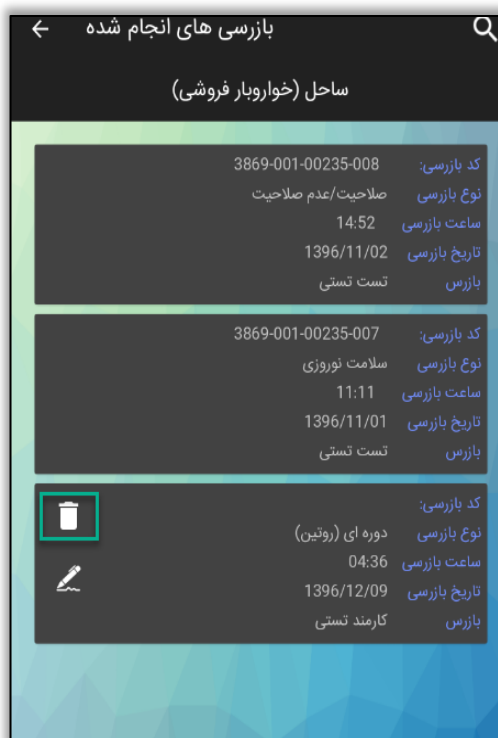 بازرسی های انجام شده
ساحل (خواروبار فروشی)
کد بازرسی: 3869-001-00235-008
نوع بازرسی صلاحیت/عدم صلاحیت
ساعت بازرسی 14:52
تاریخ بازرسی 1396/11/02
بازرس تست تستی
کد بازرسی: 3869-001-00235-007
نوع بازرسی سلامت نوروزی
ساعت بازرسی 11:11
تاریخ بازرسی 1396/11/01
بازرس تست تستی
کد بازرسی:
نوع بازرسی دوره ای (روتین)
ساعت بازرسی 04:36
تاریخ بازرسی 1396/12/09
بازرس کارمند تستی